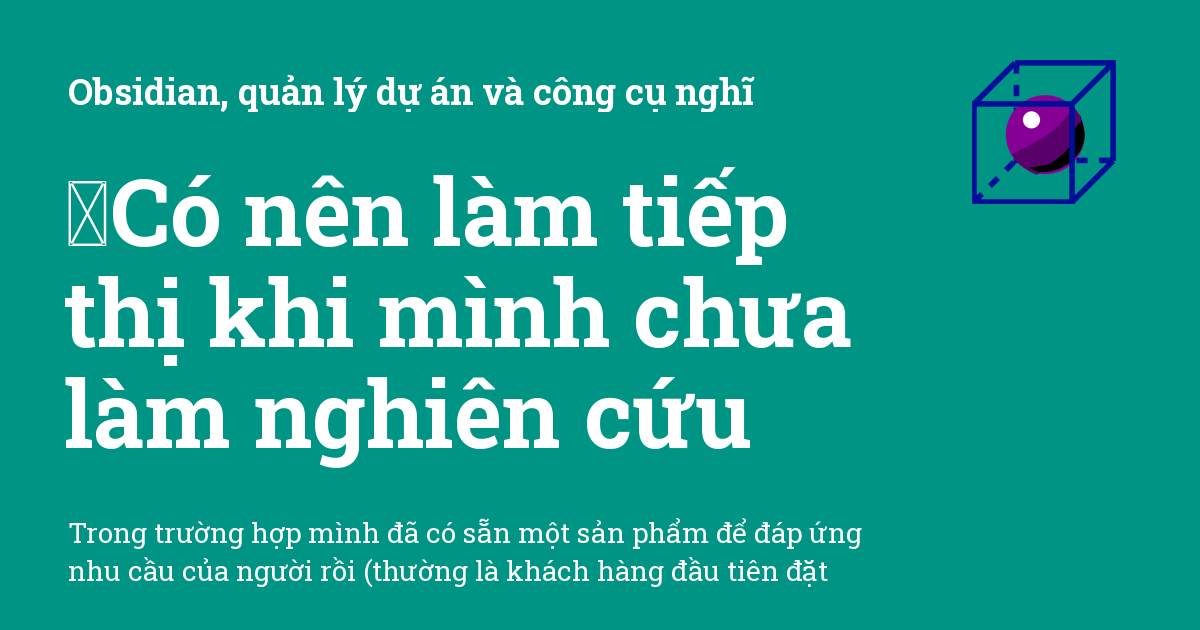 Obsidian, quản lý dự án và công cụ nghĩ
Có nên làm tiếp
thị khi mình chưa
làm nghiên cứu
Trong trường hợp mình đã có sẵn một sản phẩm để đáp ứng
nhu cầu của người rồi (thường là khách hàng đầu tiên đặt